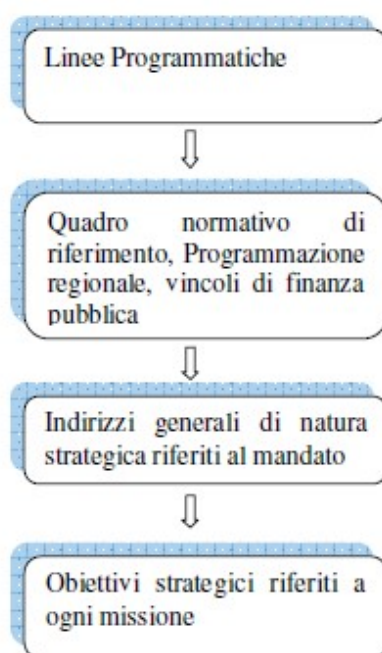 Linee Programmatiche
Quadro normativo di
riferimento, Programmazione
regionale, vincoli di finanza
pubblica
Indirizzi generali di natura
strategica riferiti al mandato
Obiettivi strategici riferiti a
ogni missione